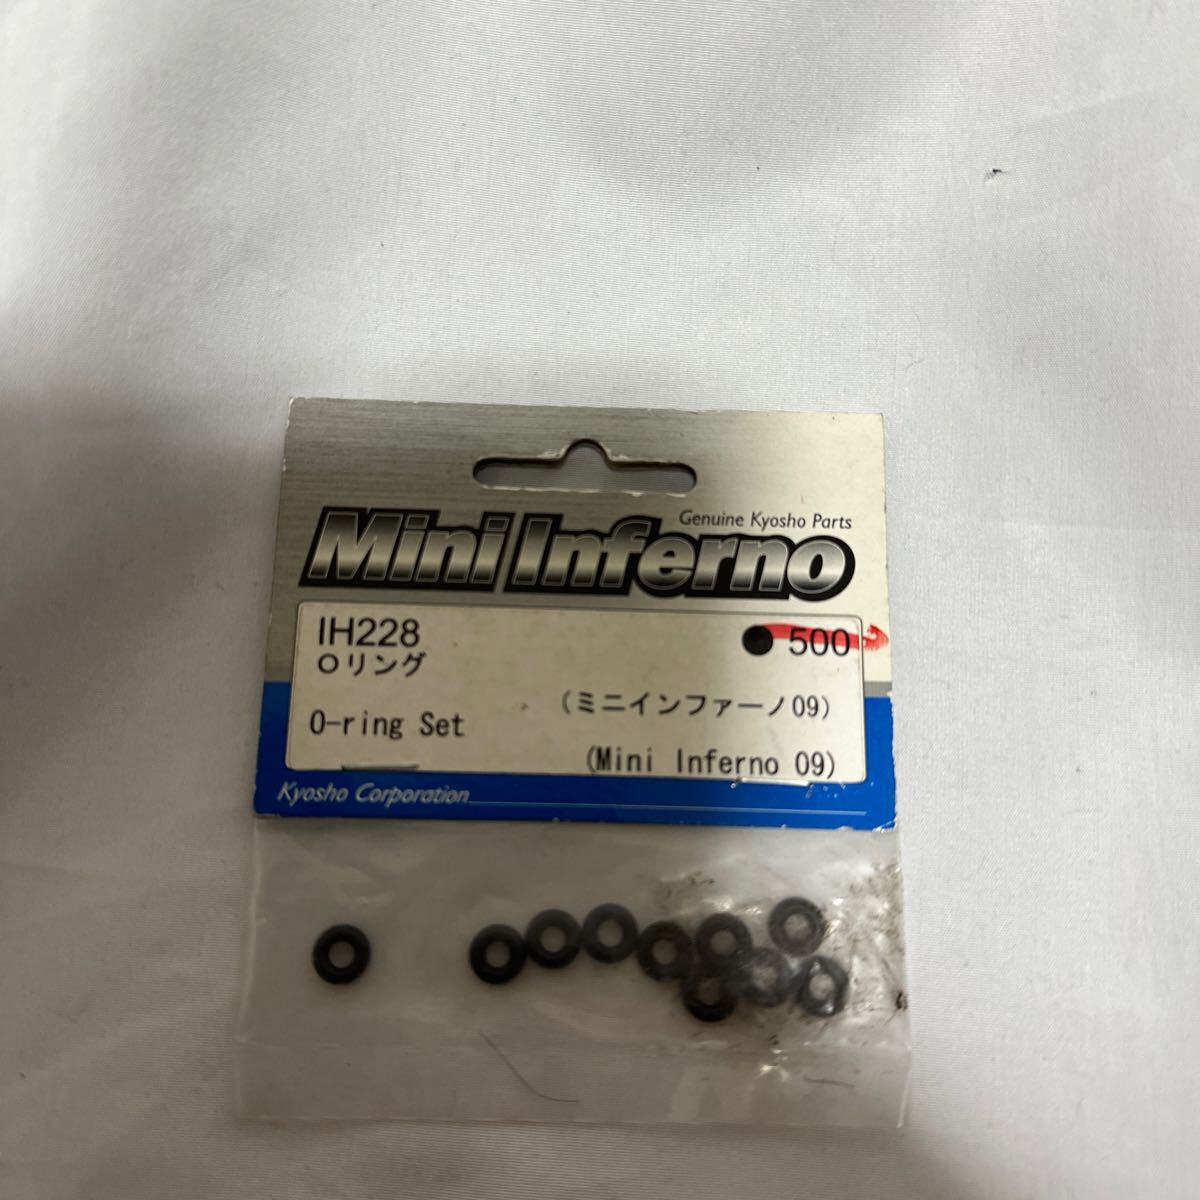 Genuine Kyosho Parts
Mini Inferno
IH228
● 500
Oリング
(ミニインファーノ09)
O-ring Set
(Mini Inferno 09)
Kyosho Corporation